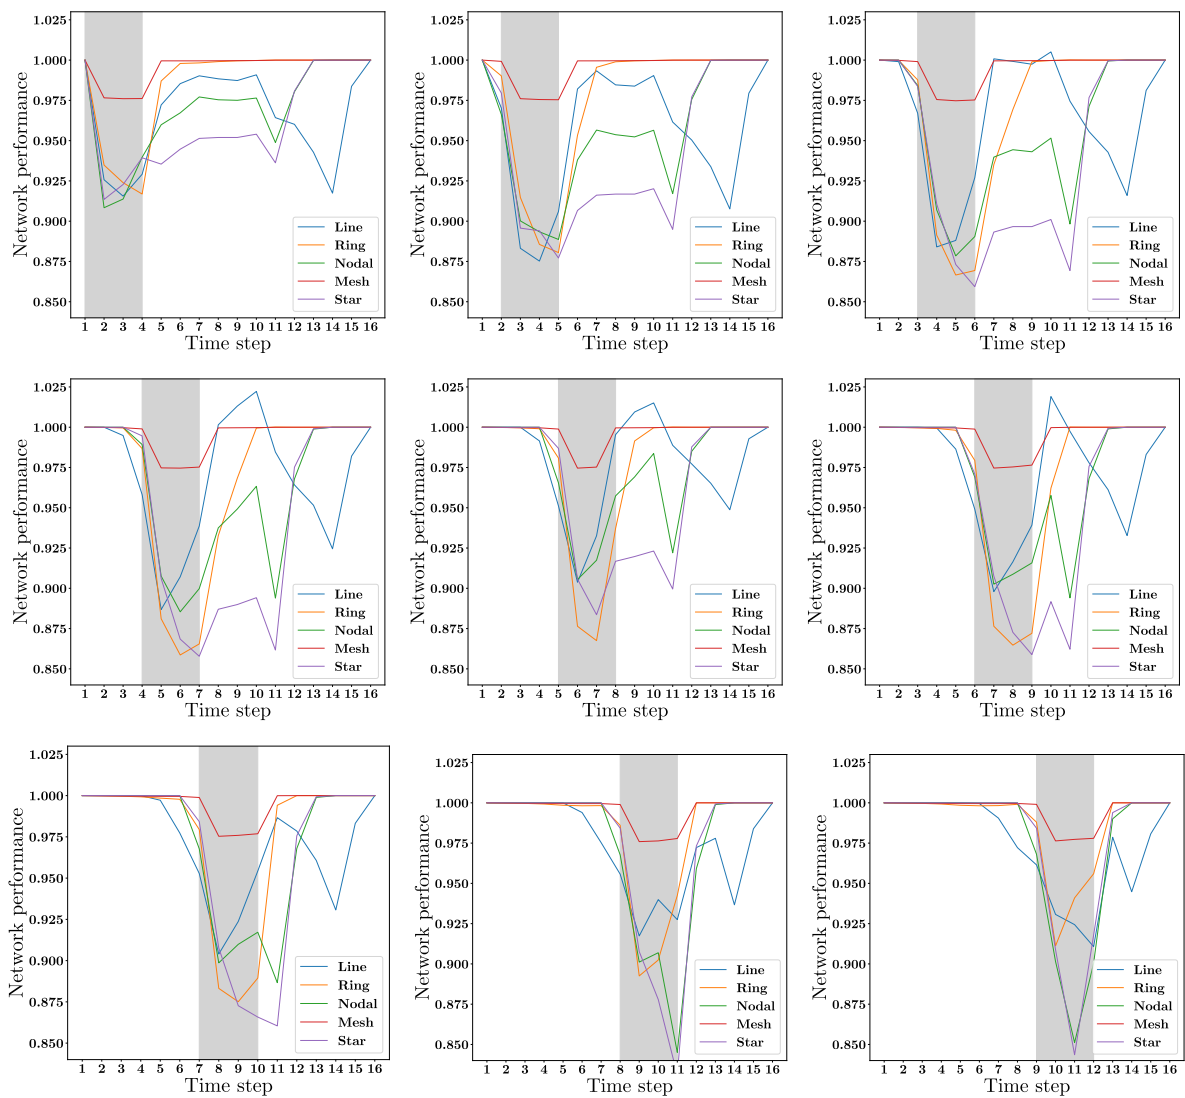 Network performance
1.025
1.000
0.975
0.950
0.925
0.900
0.875
0.850
Line
Ring
Nodal
Mesh
Star
1 2 3 4 5 6 7 8 9 10 11 12 13 14 15 16
Time step
Network performance
1.025
1.000
0.975
0.950
0.925
0.900
0.875
0.850
Line
Ring
Nodal
Mesh
Star
1 2 3 4 5 6 7 8 9 10 11 12 13 14 15 16
Time step
Network performance
1.025
1.000
0.975
0.950
0.925
0.900
0.875
0.850
Line
Ring
Nodal
Mesh
Star
1 2 3 4 5 6 7 8 9 10 11 12 13 14 15 16
Time step
Network performance
1.025
1.000
0.975
0.950
0.925
0.900
0.875
0.850
Line
Ring
Nodal
Mesh
Star
1 2 3 4 5 6 7 8 9 10 11 12 13 14 15 16
Time step
Network performance
1.025
1.000
0.975
0.950
0.925
0.900
0.875
0.850
Line
Ring
Nodal
Mesh
Star
1 2 3 4 5 6 7 8 9 10 11 12 13 14 15 16
Time step
Network performance
1.025
1.000
0.975
0.950
0.925
0.900
0.875
0.850
Line
Ring
Nodal
Mesh
Star
1 2 3 4 5 6 7 8 9 10 11 12 13 14 15 16
Time step
Network performance
1.025
1.000
0.975
0.950
0.925
0.900
0.875
0.850
Line
Ring
Nodal
Mesh
Star
1 2 3 4 5 6 7 8 9 10 11 12 13 14 15 16
Time step
Network performance
1.025
1.000
0.975
0.950
0.925
0.900
0.875
0.850
Line
Ring
Nodal
Mesh
Star
1 2 3 4 5 6 7 8 9 10 11 12 13 14 15 16
Time step
Network performance
1.025
1.000
0.975
0.950
0.925
0.900
0.875
0.850
Line
Ring
Nodal
Mesh
Star
1 2 3 4 5 6 7 8 9 10 11 12 13 14 15 16
Time step